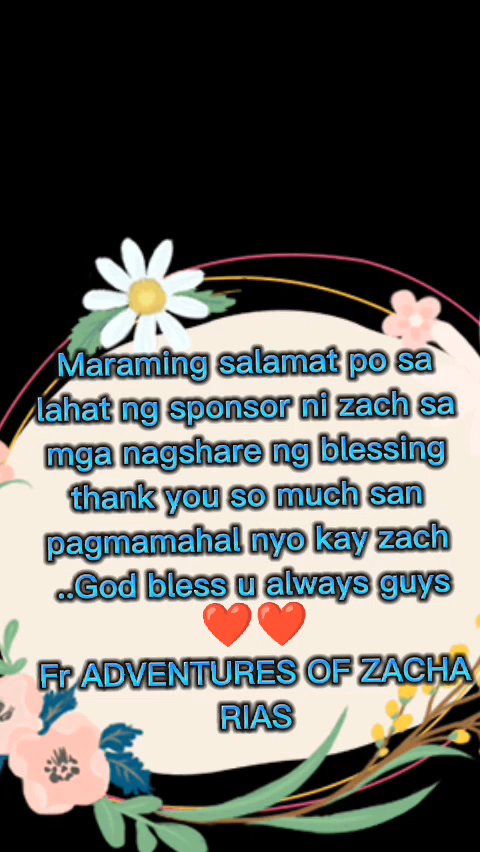 Maraming salamat po sa
lahat ng sponsor ni zach sa
mga nagshare ng blessing
thank you so much san
pagmamahal nyo kay zach
..God bless u always guys
❤️❤️
Fr ADVENTURES OF ZACHA
RIAS